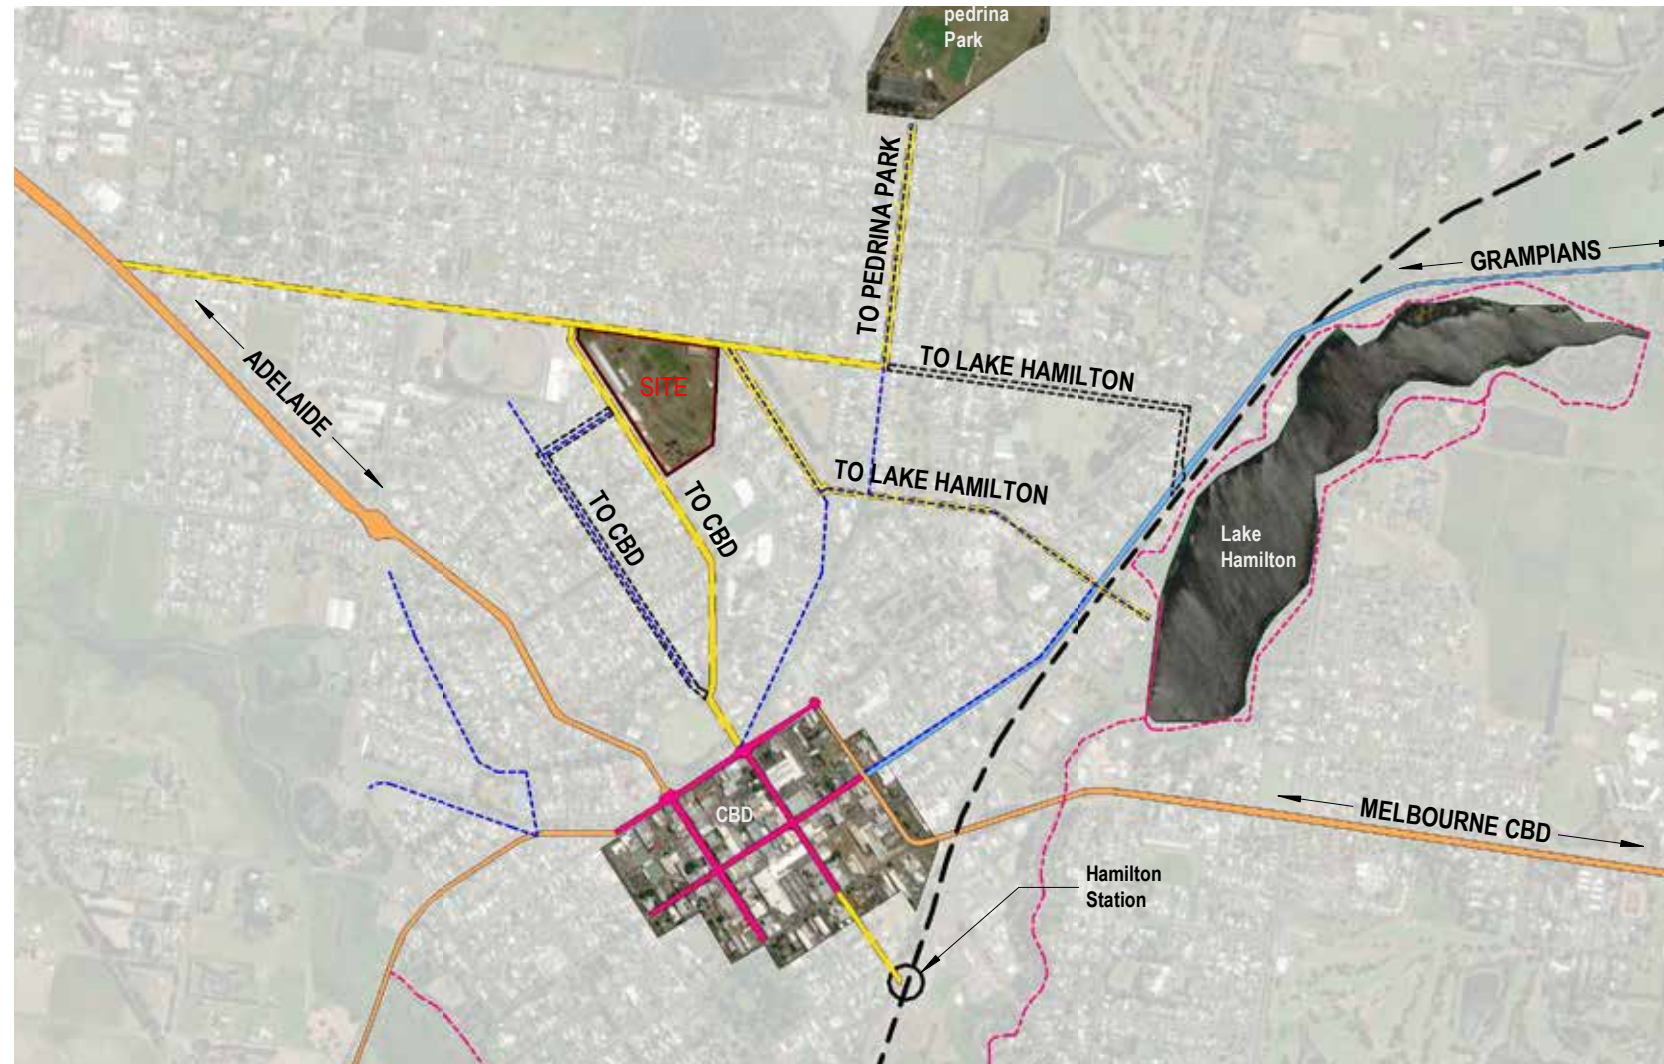 pedrina
Park
TO PEDRINA PARK
GRAMPIANS
ADELAIDE
SITE
TO LAKE HAMILTON
TO LAKE HAMILTON
TO CBD
TO CBD
Lake
Hamilton
CBD
MELBOURNE CBD
Hamilton
Station